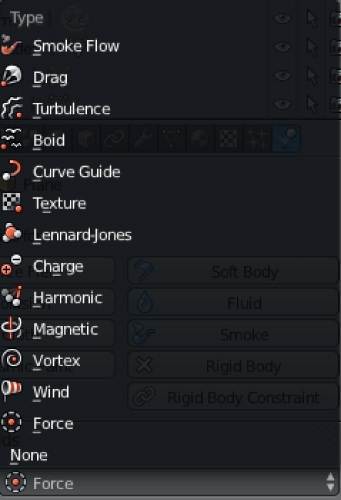 Type
Smoke Flow
Drag
Turbulence
Boid
Curve Guide
Plane
Texture
Lennard-Jones
Charge
Soft Body
Harmonic
Fluid
Magnetic
Smoke
Vortex
Rigid Body
Wind
Rigid Body Constraint
Force
None
Force